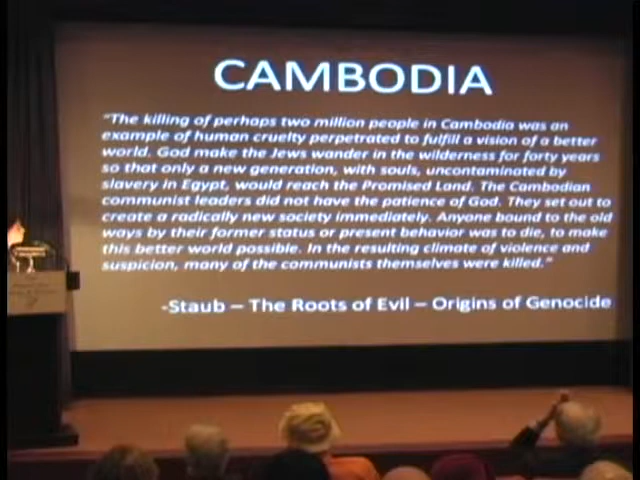 CAMBODIA
"The killing of perhaps two million people in Cambodia was an
example of human cruelty perpetrated to fulfill a vision of a better
world. God make the Jews wander in the wilderness for forty years
so that only a new generation, with souls, uncontaminated by
slavery in Egypt, would reach the Promised Land. The Cambodian
communist leaders did not have the patience of God. They set out to
create a radically new society immediately. Anyone bound to the old
ways by their former status or present behavior was to die, to make
this better world possible. In the resulting climate of violence and
suspicion, many of the communists themselves were killed."
-Staub – The Roots of Evil – Origins of Genocide